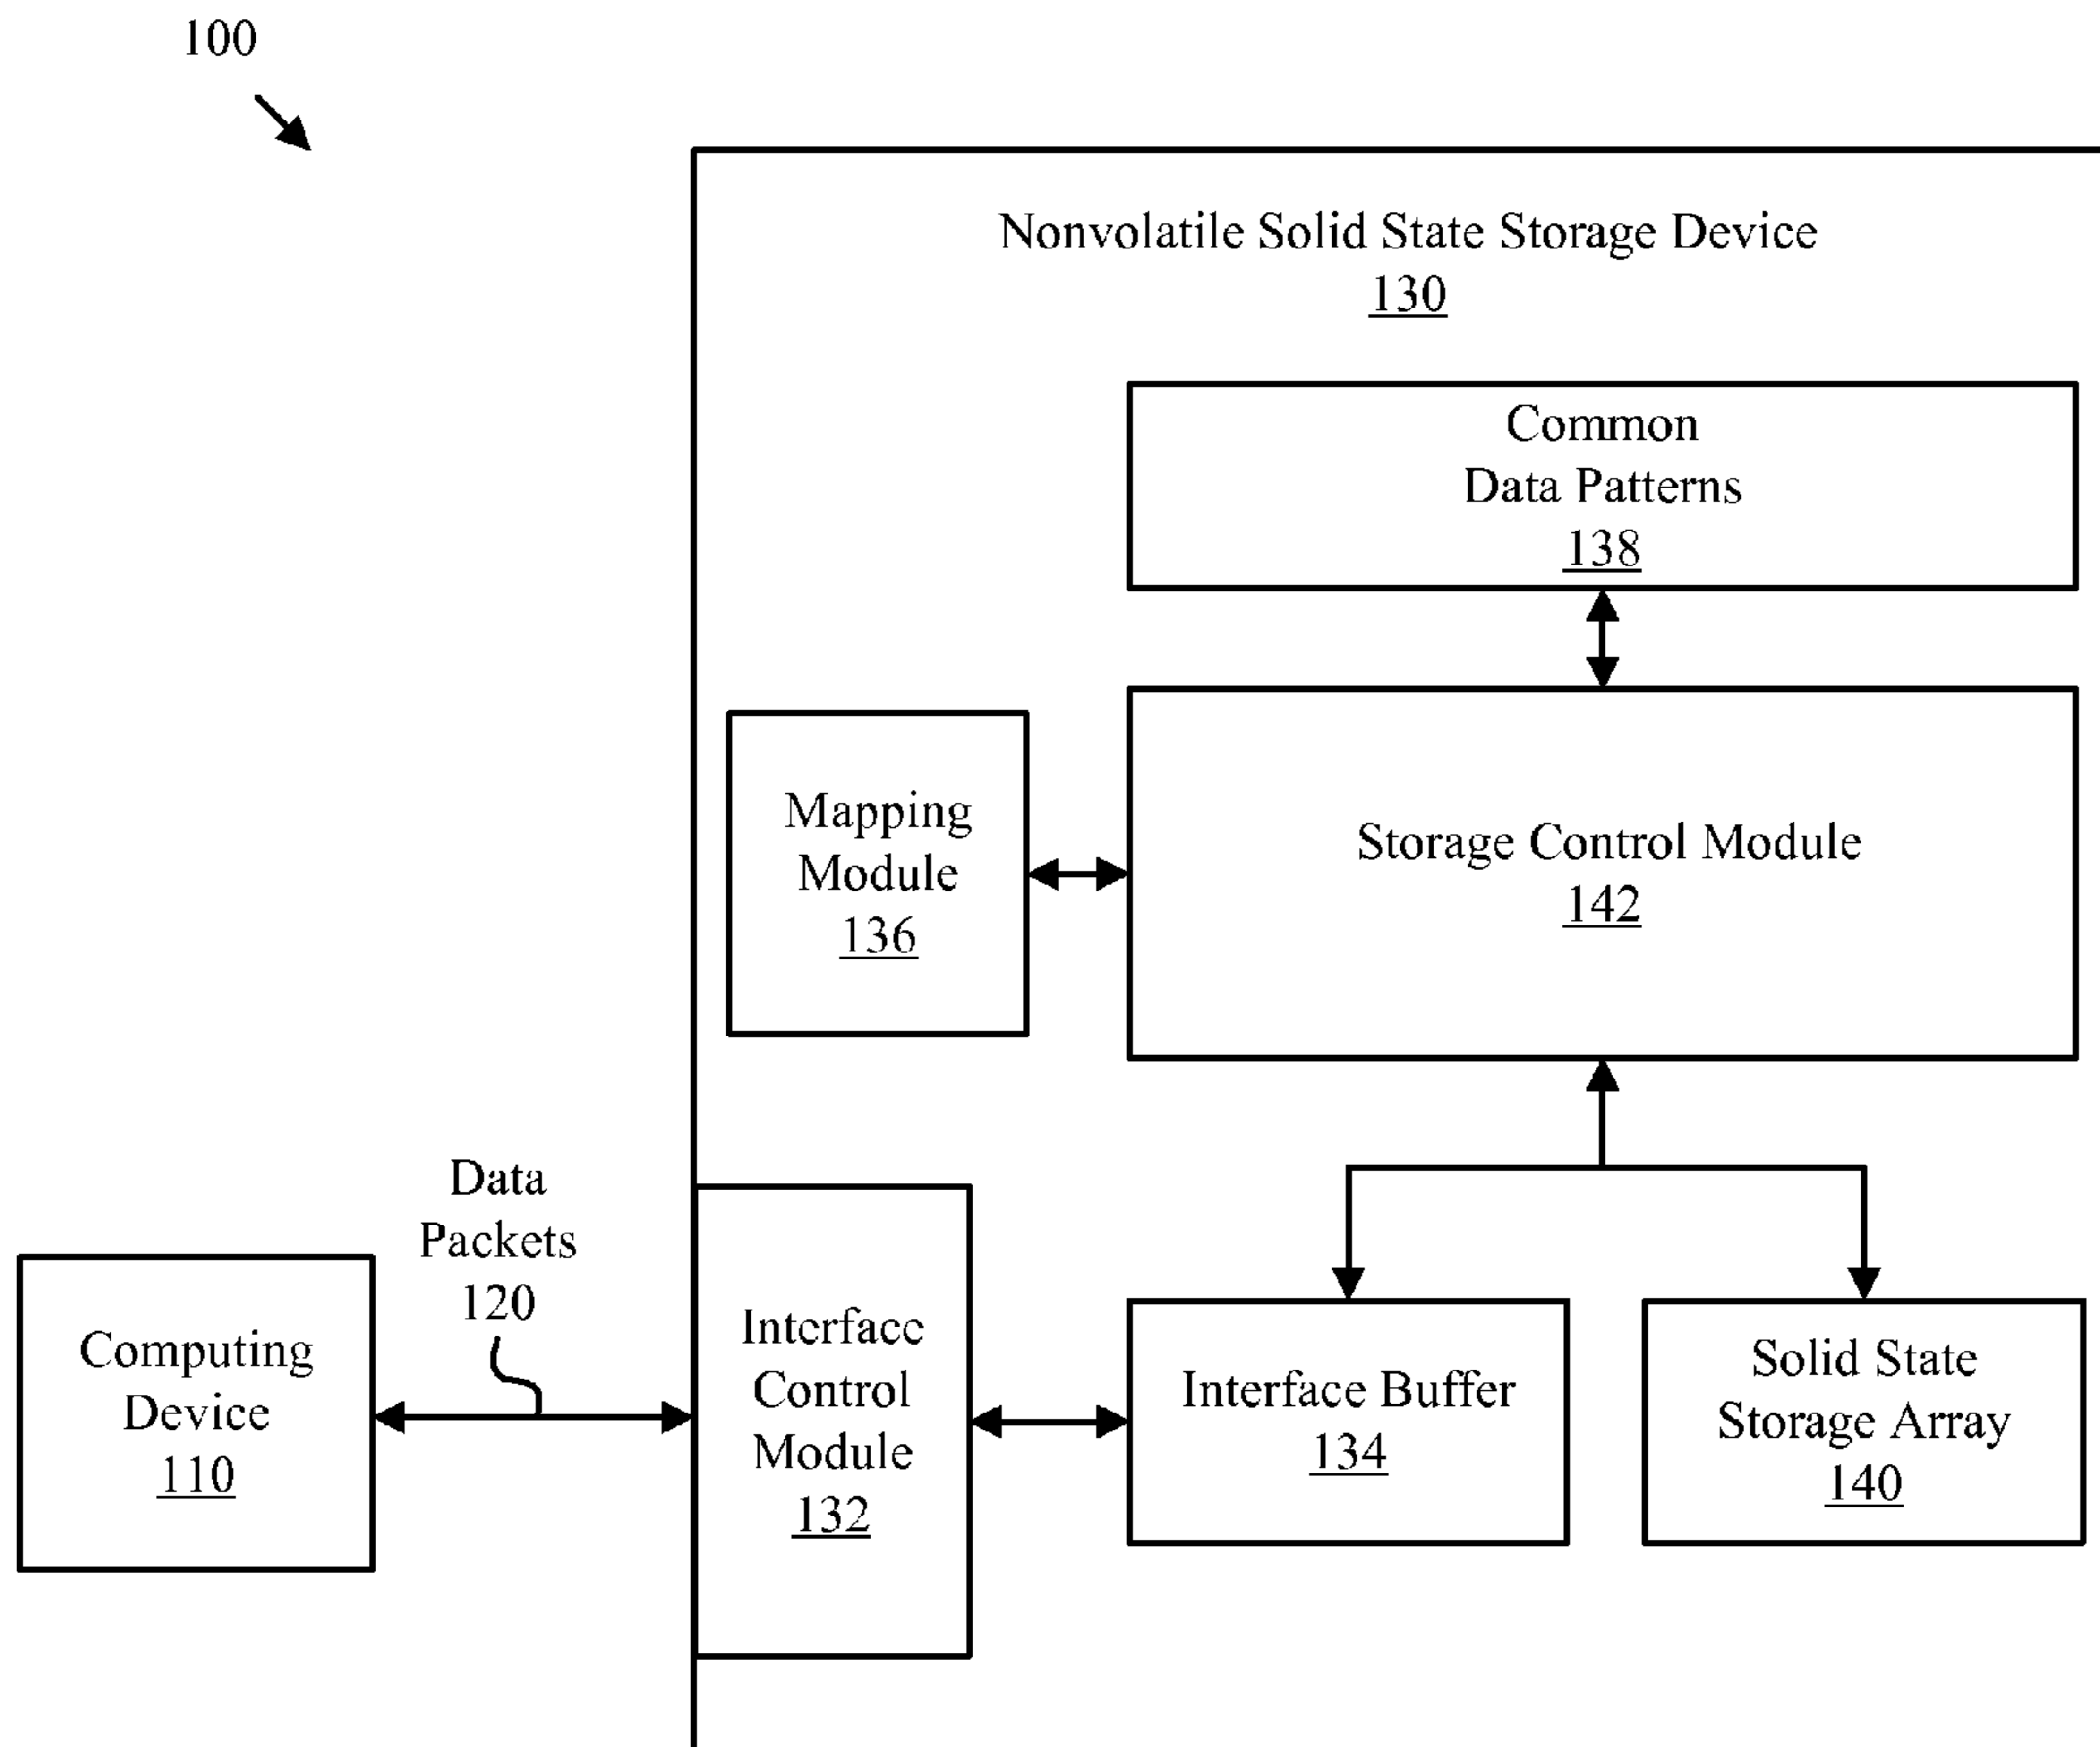 100
Nonvolatile Solid State Storage Device
130
Common
Data Patterns
138
Mapping
Module
136
Storage Control Module
142
Data
Packets
120
Computing
Device
110
Interface
Control
Module
132
Interface Buffer
134
Solid State
Storage Array
140